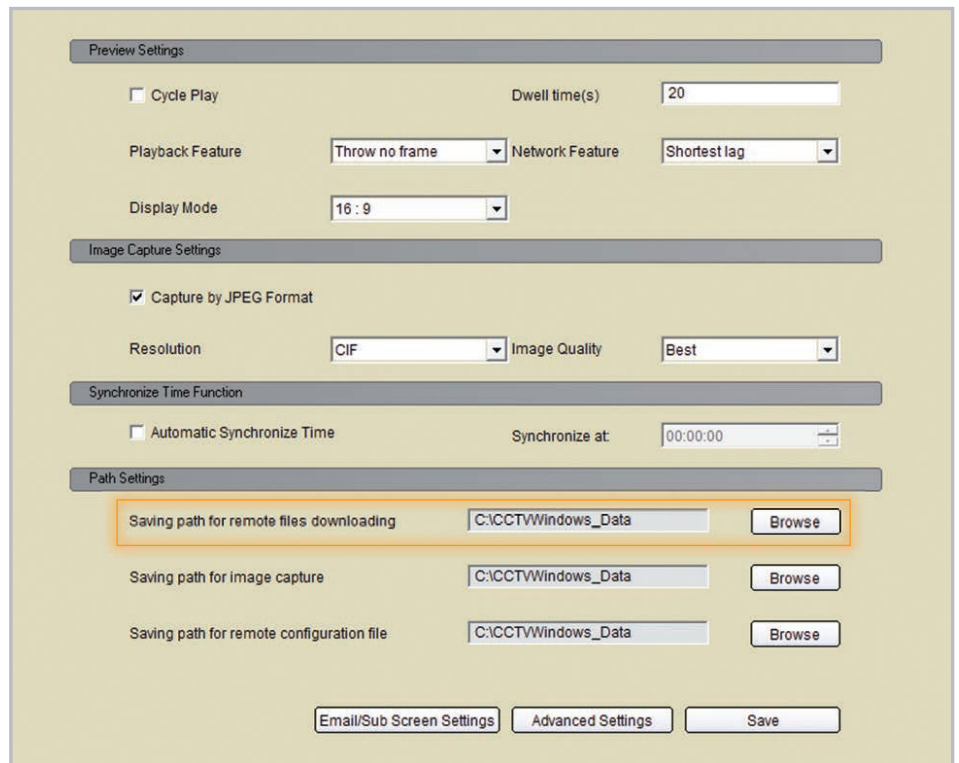 Preview Settings
Cycle Play Dwell time(s) 20
Playback Feature Throw no frame Network Feature Shortest lag
Display Mode 16 : 9
Image Capture Settings
Capture by JPEG Format
Resolution CIF Image Quality Best
Synchronize Time Function
Automatic Synchronize Time Synchronize at: 00:00:00
Path Settings
Saving path for remote files downloading C:\CCTVWindows_Data Browse
Saving path for image capture C:\CCTVWindows_Data Browse
Saving path for remote configuration file C:\CCTVWindows_Data Browse
Email/Sub Screen Settings Advanced Settings Save